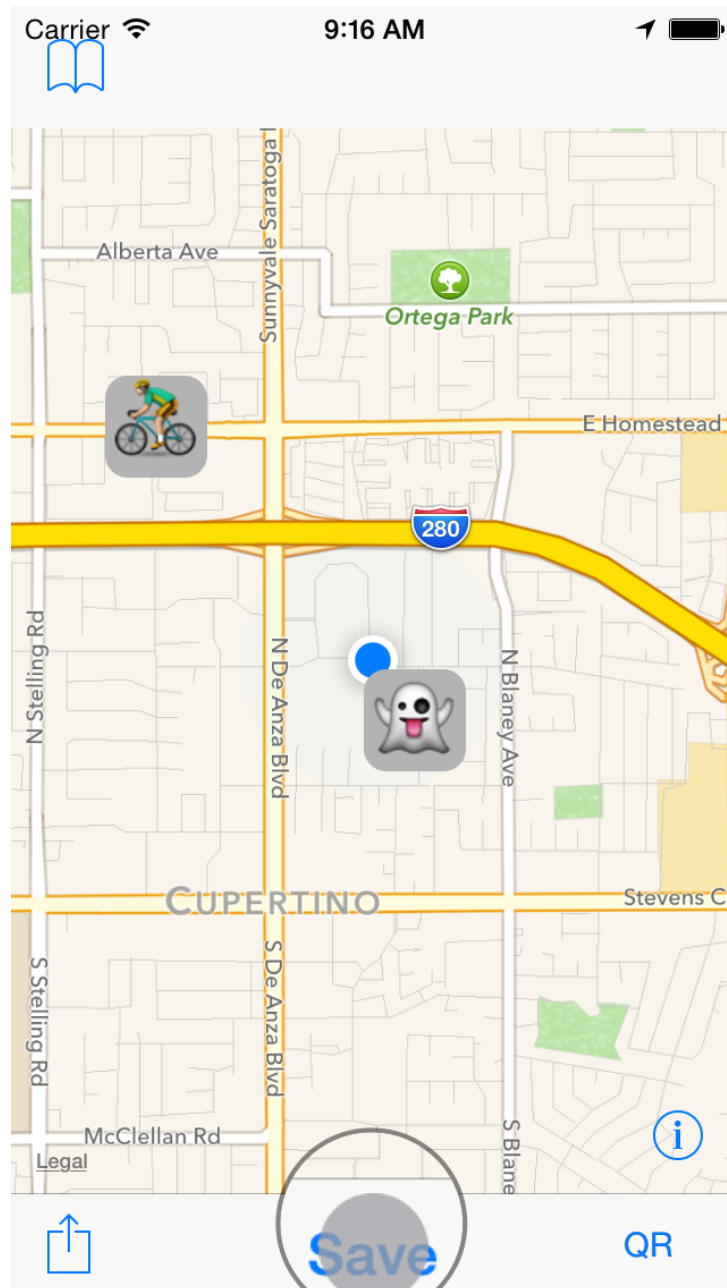 Carrier
9:16 AM
Sunnyvale Saratoga
Alberta Ave
Ortega Park
E Homestead
280
N Stelling Rd
N De Anza Blvd
N Blaney Ave
CUPERTINO
Stevens C
S Stelling Rd
S De Anza Blvd
S Blane
McClellan Rd
Legal
i
Save
QR